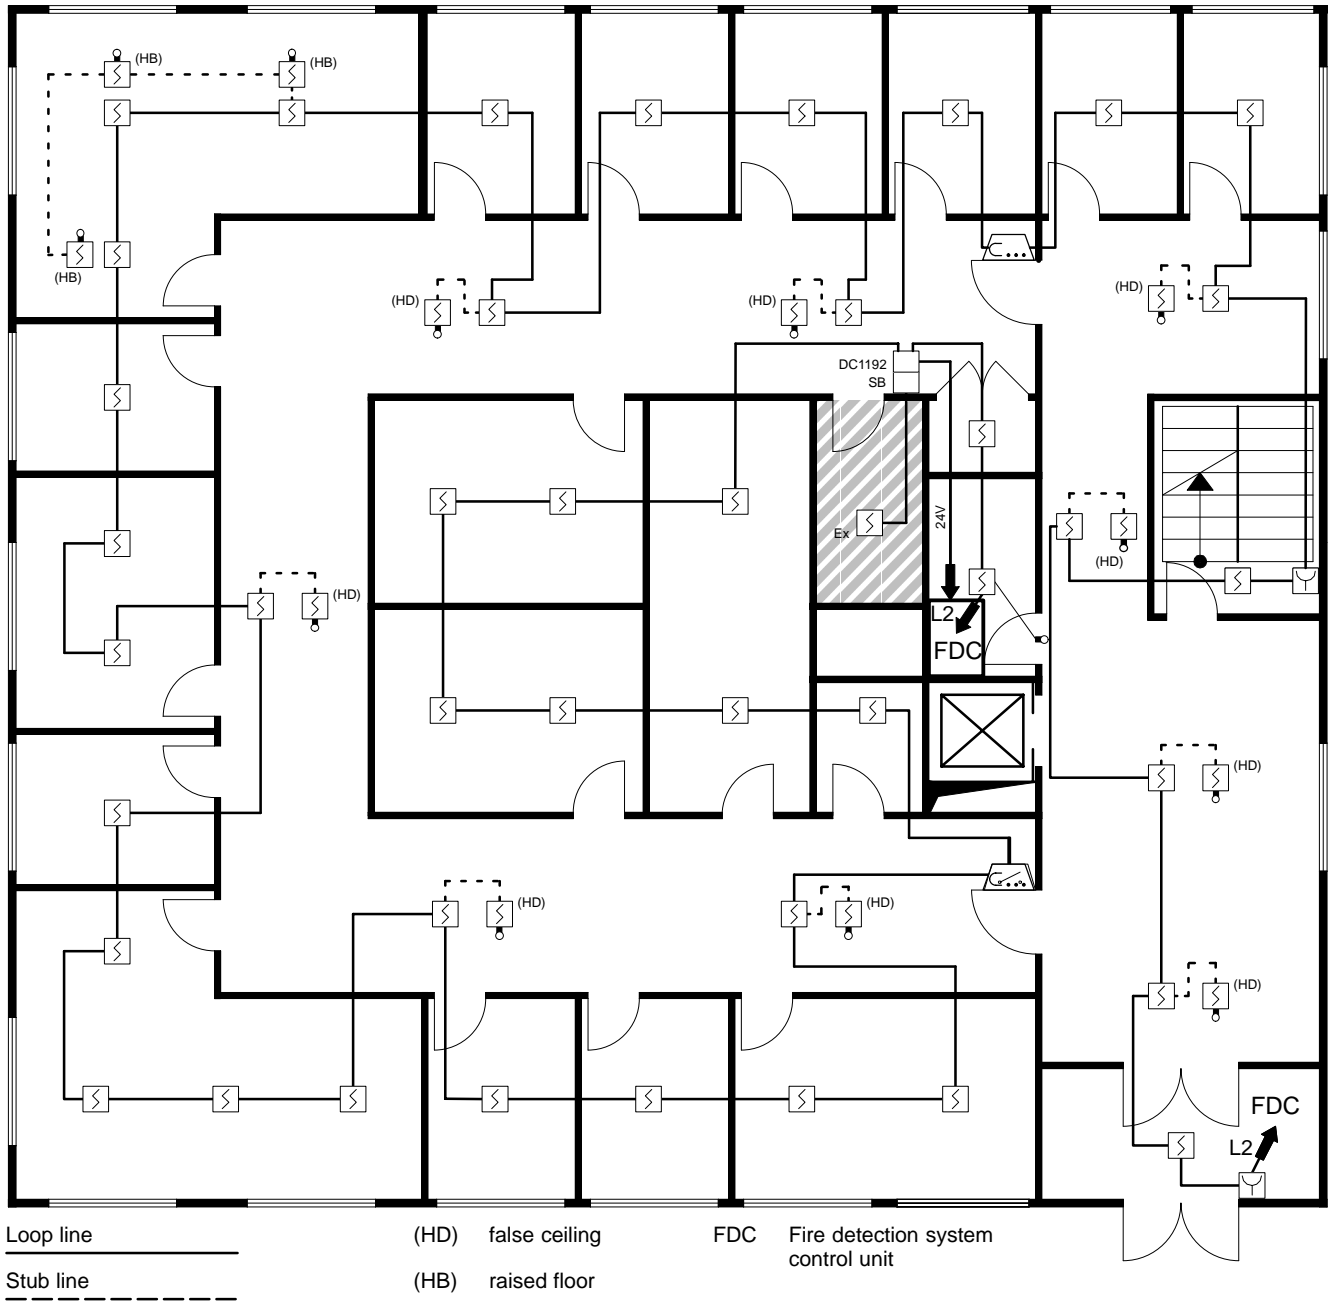 (HB)
(HB)
(HB)
(HD)
(HD)
(HD)
DC1192
SB
Ex
24V
(HD)
(HD)
L2
FDC
(HD)
(HD)
(HD)
(HD)
FDC
L2
Loop line
(HD) false ceiling
FDC Fire detection system
control unit
Stub line
(HB) raised floor